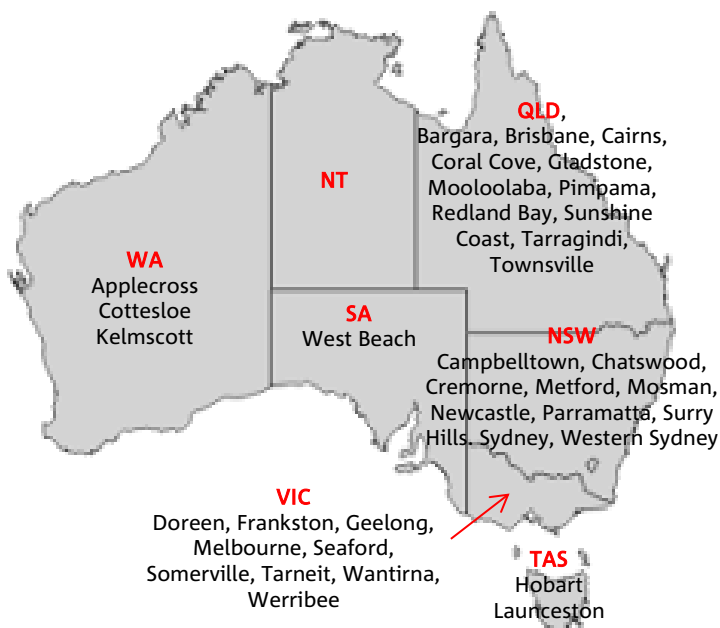 QLD,
Bargara, Brisbane, Cairns,
Coral Cove, Gladstone,
Mooloolaba, Pimpama,
Redland Bay, Sunshine
Coast, Tarragindi,
Townsville
NT
WA
Applecross
Cottesloe
Kelmscott
SA
West Beach
NSW
Campbelltown, Chatswood,
Cremorne, Metford, Mosman,
Newcastle, Parramatta, Surry
Hills. Sydney, Western Sydney
VIC
Doreen, Frankston, Geelong,
Melbourne, Seaford,
Somerville, Tarneit, Wantirna,
Werribee
TAS
Hobart
Launceston